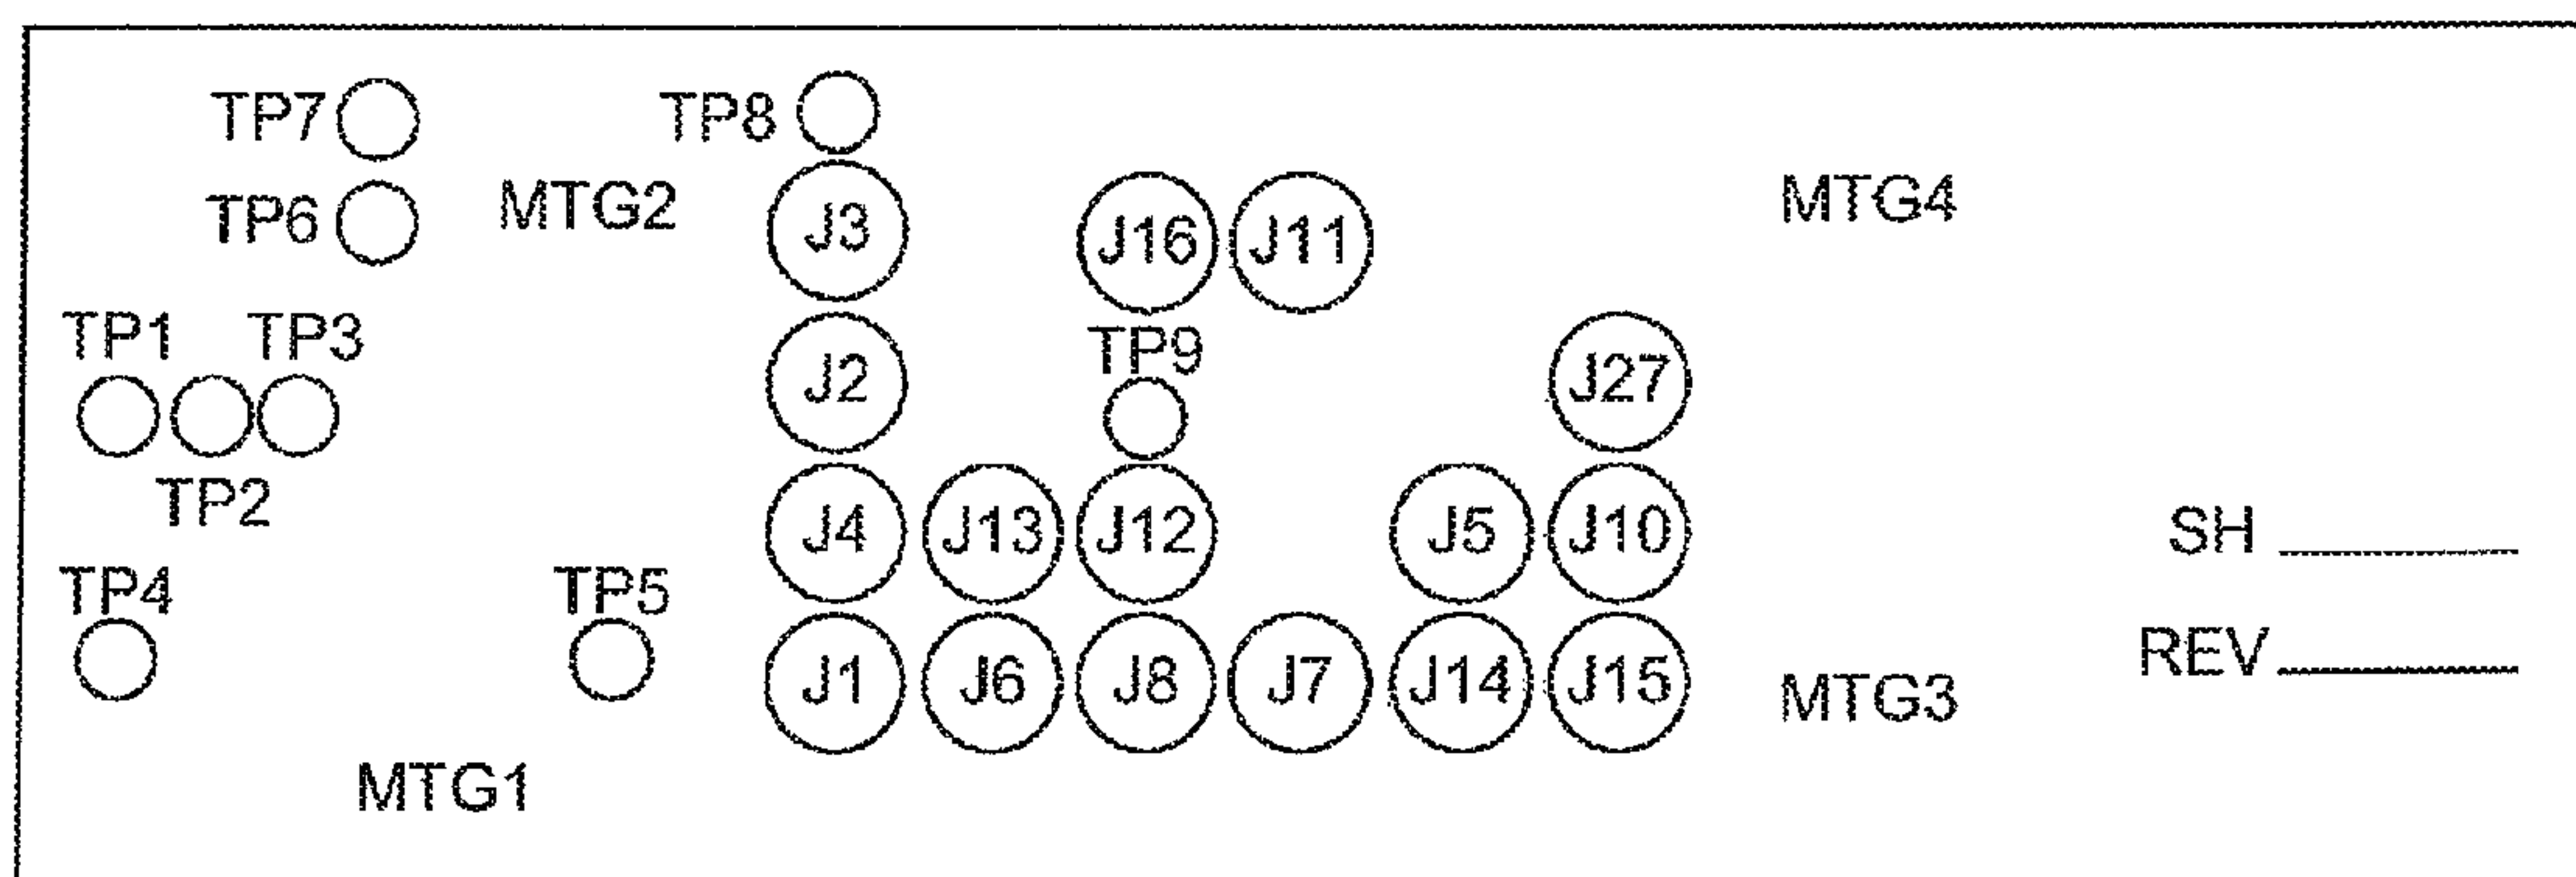 TP7 TP8
TP6 MTG2 J3 J16 J11 MTG4
TP1 TP3 J2 TP9 J27
TP2 J4 J13 J12 J5 J10 SH
TP4 TP5
J1 J6 J8 J7 J14 J15 MTG3 REV
MTG1